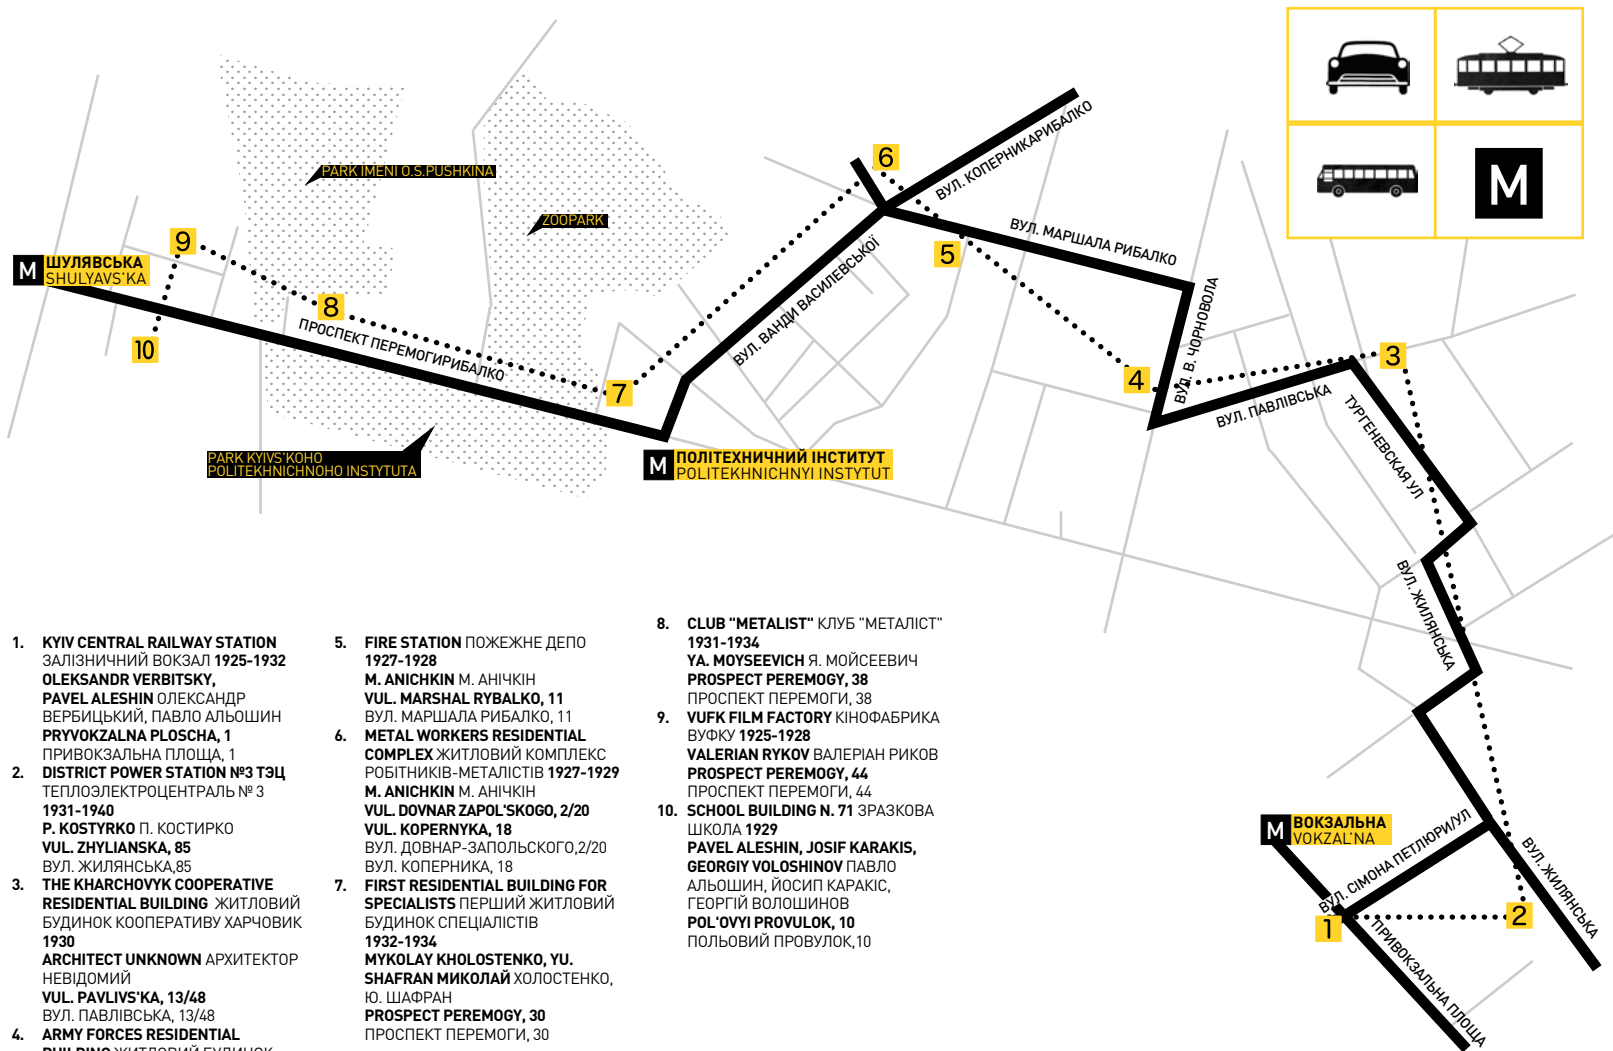 PARK IMENI O.S.PUSHKINA
ZOOPARK
6
ВУЛ. КОПЕРНИКАРИБАЛКО
M
9
M ШУЛЯВСЬКА
SHULYAVS'KA
5
ВУЛ. МАРШАЛА РИБАЛКО
8
10
ПРОСПЕКТ ПЕРЕМОГИРИБАЛКО
ВУЛ. ВАНДИ ВАСИЛЕВСЬКОЇ
ВУЛ. В. ЧОРНОВОЛА
7
4
3
ВУЛ. ПАВЛІВСЬКА
ТУРГЕНЕВСКАЯ УЛ
PARK KYIVS'KOHO
POLITEKHNICHNOHO INSTYTUTA
M ПОЛІТЕХНИЧНИЙ ІНСТИТУТ
POLITEKHNICHNYI INSTYTUT
ВУЛ. ЖИЛЯНСЬКА
M ВОКЗАЛЬНА
VOKZAL'NA
ВУЛ. СІМОНА ПЕТЛЮРИ/УЛ
ВУЛ. ЖИЛЯНСЬКА
1
2
ПРИВОКЗАЛЬНА ПЛОЩА
1. KYIV CENTRAL RAILWAY STATION
ЗАЛІЗНИЧНИЙ ВОКЗАЛ 1925-1932
OLEKSANDR VERBITSKY,
PAVEL ALESHIN ОЛЕКСАНДР
ВЕРБИЦЬКИЙ, ПАВЛО АЛЬОШИН
PRYVOKZALNA PLOSCHA, 1
ПРИВОКЗАЛЬНА ПЛОЩА, 1
2. DISTRICT POWER STATION №3 ТЭЦ
ТЕПЛОЭЛЕКТРОЦЕНТРАЛЬ № 3
1931-1940
P. KOSTYRKO П. КОСТИРКО
VUL. ZHYLIANSKA, 85
ВУЛ. ЖИЛЯНСЬКА,85
3. THE KHARCHOVYK COOPERATIVE
RESIDENTIAL BUILDING ЖИТЛОВИЙ
БУДИНОК КООПЕРАТИВУ ХАРЧОВИК
1930
ARCHITECT UNKNOWN АРХИТЕКТОР
НЕВІДОМИЙ
VUL. PAVLIVS'KA, 13/48
ВУЛ. ПАВЛІВСЬКА, 13/48
4. ARMY FORCES RESIDENTIAL
BUILDING ЖИТЛОВИЙ БУДИНОК
5. FIRE STATION ПОЖЕЖНЕ ДЕПО
1927-1928
M. ANICHKIN М. АНІЧКІН
VUL. MARSHAL RYBALKO, 11
ВУЛ. МАРШАЛА РИБАЛКО, 11
6. METAL WORKERS RESIDENTIAL
COMPLEX ЖИТЛОВИЙ КОМПЛЕКС
РОБІТНИКІВ-МЕТАЛІСТІВ 1927-1929
M. ANICHKIN М. АНІЧКІН
VUL. DOVNAR ZAPOL'SKOGO, 2/20
VUL. KOPERNYKA, 18
ВУЛ. ДОВНАР-ЗАПОЛЬСКОГО,2/20
ВУЛ. КОПЕРНИКА, 18
7. FIRST RESIDENTIAL BUILDING FOR
SPECIALISTS ПЕРШИЙ ЖИТЛОВИЙ
БУДИНОК СПЕЦІАЛІСТІВ
1932-1934
MYKOLAY KHOLOSTENKO, YU.
SHAFRAN МИКОЛАЙ ХОЛОСТЕНКО,
Ю. ШАФРАН
PROSPECT PEREMOGY, 30
ПРОСПЕКТ ПЕРЕМОГИ, 30
8. CLUB "METALIST" КЛУБ "МЕТАЛІСТ"
1931-1934
YA. MOYSEEVICH Я. МОЙСЕЕВИЧ
PROSPECT PEREMOGY, 38
ПРОСПЕКТ ПЕРЕМОГИ, 38
9. VUFK FILM FACTORY КІНОФАБРИКА
ВУФКУ 1925-1928
VALERIAN RYKOV ВАЛЕРІАН РИКОВ
PROSPECT PEREMOGY, 44
ПРОСПЕКТ ПЕРЕМОГИ, 44
10. SCHOOL BUILDING N. 71 ЗРАЗКОВА
ШКОЛА 1929
PAVEL ALESHIN, JOSIF KARAKIS,
GEORGIY VOLOSHINOV ПАВЛО
АЛЬОШИН, ЙОСИП КАРАКІС,
ГЕОРГІЙ ВОЛОШИНОВ
POL'OVYI PROVULOK, 10
ПОЛЬОВИЙ ПРОВУЛОК,10